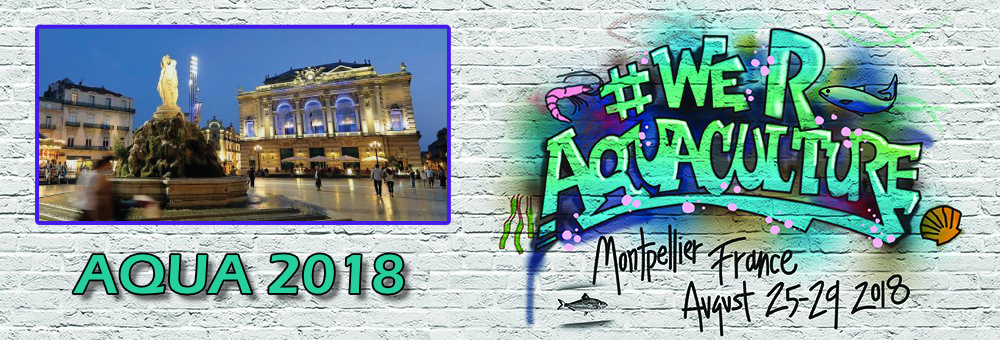 AQUA 2018
#WE R
AQUACULTURE
Montpellier France
August 25-29 2018